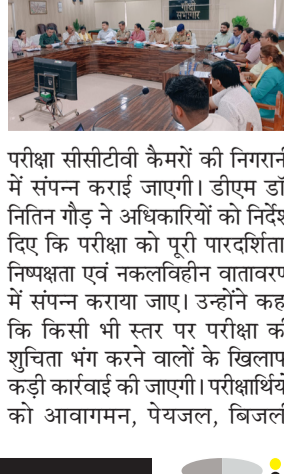 गांधी
सभागार
परीक्षा सीसीटीवी कैमरों की निगरानी
में संपन्न कराई जाएगी। डीएम डॉ
नितिन गौड़ ने अधिकारियों को निर्देश
दिए कि परीक्षा को पूरी पारदर्शिता
निष्पक्षता एवं नकलविहीन वातावरण
में संपन्न कराया जाए। उन्होंने कह
कि किसी भी स्तर पर परीक्षा की
शुचिता भंग करने वालों के खिलाफ
कड़ी कार्रवाई की जाएगी। परीक्षार्थिये
को आवागमन, पेयजल, बिजली